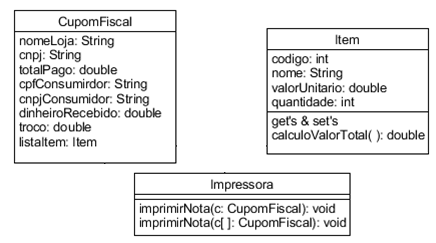 CupomFiscal
nomeLoja: String
cnpj: String
totalPago: double
cpfConsumirdor: String
cnpjConsumidor: String
dinheiroRecebido: double
troco: double
listaItem: Item
Item
codigo: int
nome: String
valorUnitario: double
quantidade: int
get's & set's
calculoValorTotal( ): double
Impressora
imprimirNota(c: CupomFiscal): void
imprimirNota(c[ ]: CupomFiscal): void